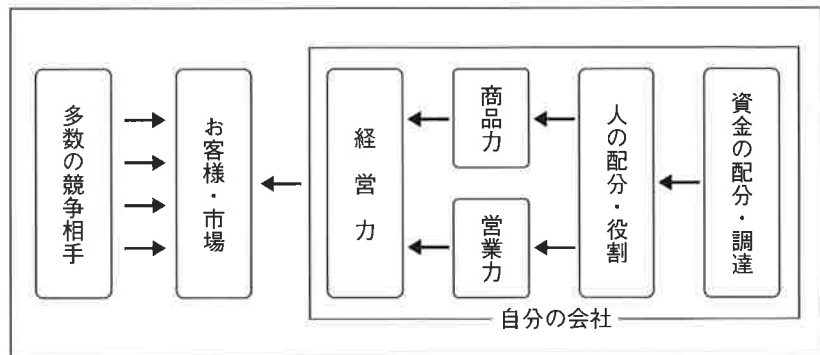 多数の競争相手
お客様・市場
経営力
商品力
営業力
人の配分・役割
資金の配分・調達
自分の会社